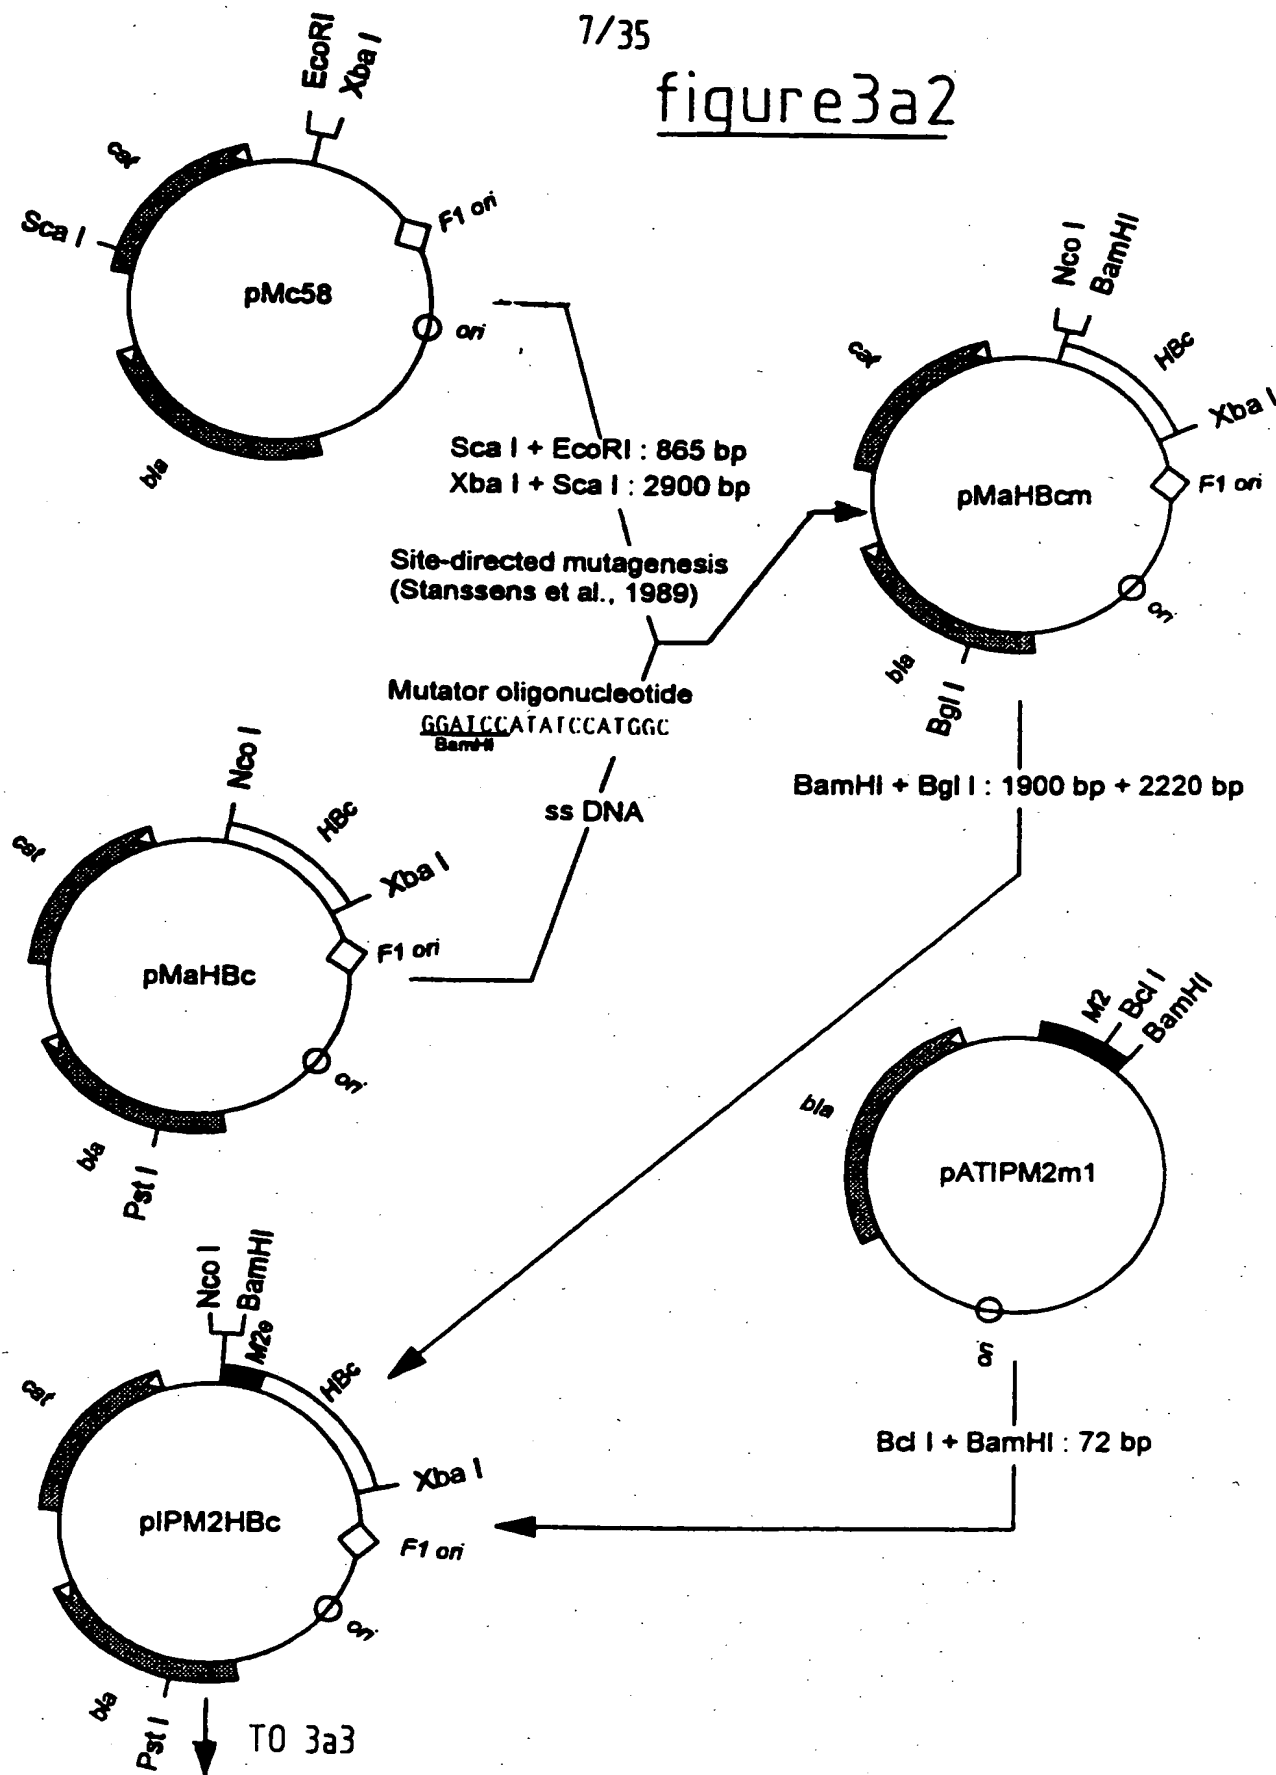 7/35
figure3a2
EcoRI
Xba I
cat
Sca I
F1 ori
pMc58
ori
bla
Sca I + EcoRI : 865 bp
Xba I + Sca I : 2900 bp
Site-directed mutagenesis
(Stanssens et al., 1989)
Mutator oligonucleotide
GGATCCATATCCATGGC
BamHI
ss DNA
Nco I
BamHI
cat
HBc
Xba I
pMaHBcm
F1 ori
ori
bla
Bgl I
BamHI + Bgl I : 1900 bp + 2220 bp
Nco I
HBc
cat
Xba I
F1 ori
pMaHBc
ori
bla
Pst I
M2
Bcl I
BamHI
bla
pATIPM2m1
ori
Bcl I + BamHI : 72 bp
Nco I
BamHI
M2e
HBc
cat
Xba I
pIPM2HBc
F1 ori
ori
bla
Pst I
TO 3a3